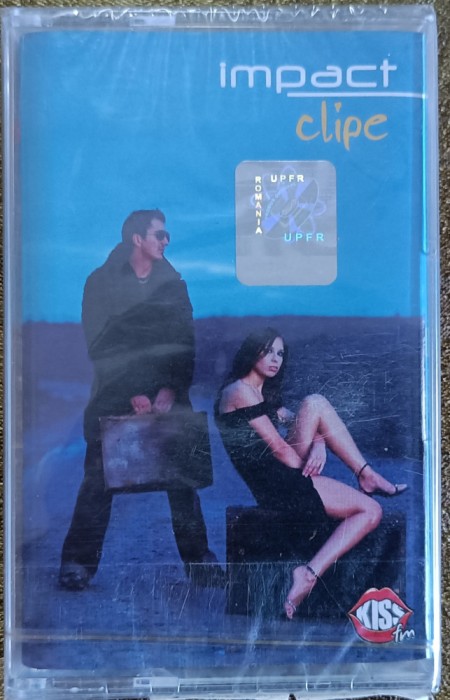 impact
clipe
UPFR
ROMANIA
UPFR
KISS
fm